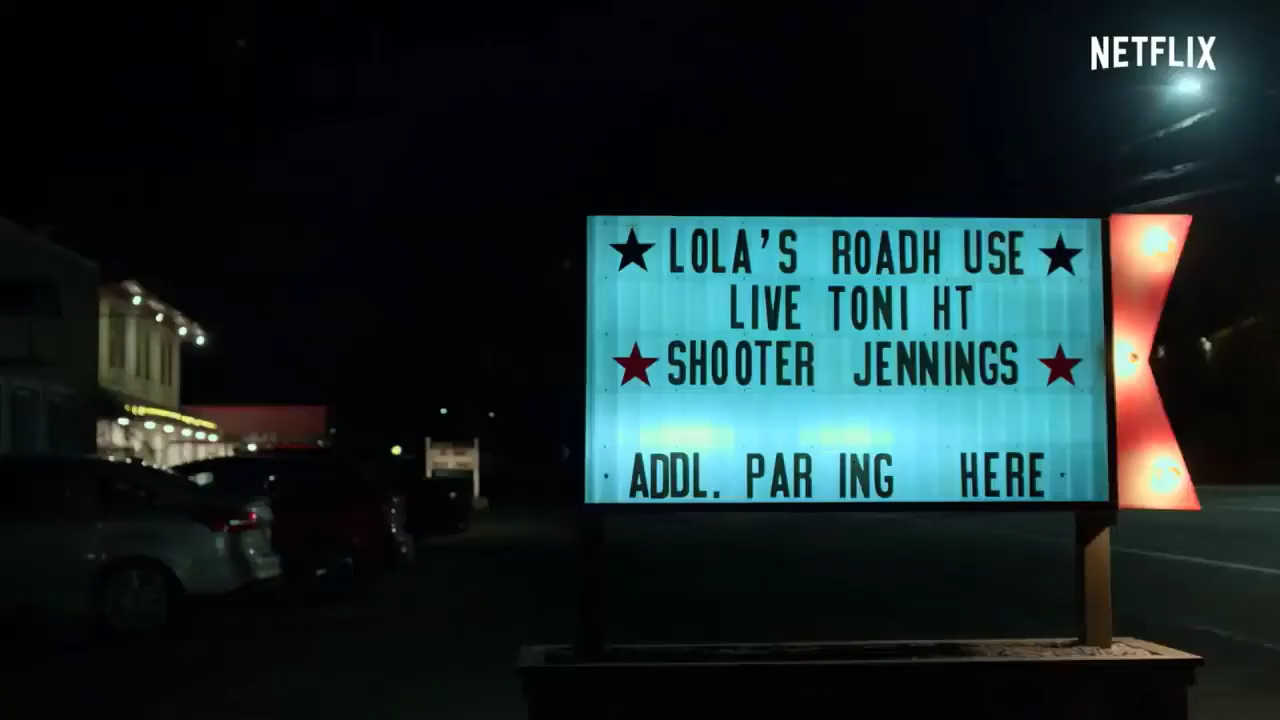 NETFLIX
LOLA'S ROADH USE
LIVE TONI HT
SHOOTER JENNINGS
ADDL. PAR ING HERE